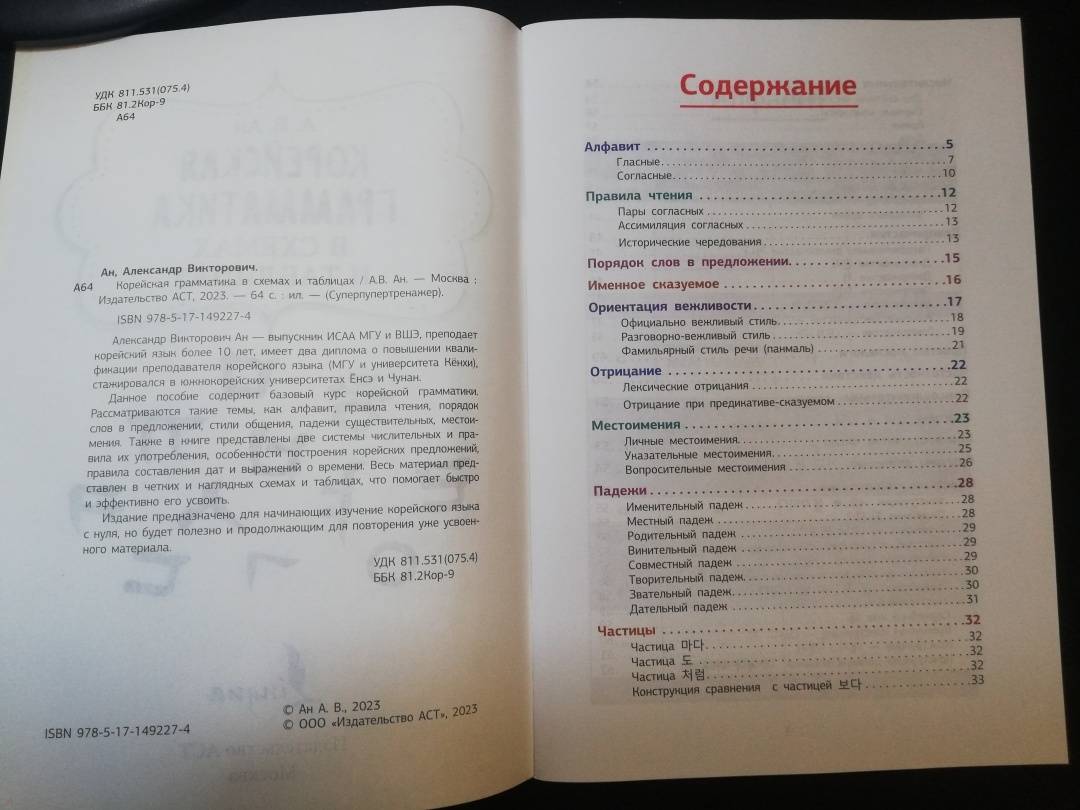 УДК 811.531(075.4)
ББК 81.2Кор-9
А64
Ан, Александр Викторович.
А64 Корейская грамматика в схемах и таблицах / А.В. Ан. — Москва :
Издательство АСТ, 2023. — 64 с. : ил. — (Суперпупертренажер).
ISBN 978-5-17-149227-4
Александр Викторович Ан — выпускник ИСАА МГУ и ВШЭ, преподает
корейский язык более 10 лет, имеет два диплома о повышении квали-
фикации преподавателя корейского языка (МГУ и университета Кёнхи),
стажировался в южнокорейских университетах Ёнсэ и Чунан.
Данное пособие содержит базовый курс корейской грамматики.
Рассматриваются такие темы, как алфавит, правила чтения, порядок
слов в предложении, стили общения, падежи существительных, местои-
мения. Также в книге представлены две системы числительных и пра-
вила их употребления, особенности построения корейских предложений,
правила составления дат и выражений о времени. Весь материал пред-
ставлен в четких и наглядных схемах и таблицах, что помогает быстро
и эффективно его усвоить.
Издание предназначено для начинающих изучение корейского языка
с нуля, но будет полезно и продолжающим для повторения уже усвоен-
ного материала.
УДК 811.531(075.4)
ББК 81.2Кор-9
© Ан А. В., 2023
© ООО «Издательство АСТ», 2023
ISBN 978-5-17-149227-4
Содержание
Алфавит 5
Гласные 7
Согласные 10
Правила чтения 12
Пары согласных 12
Ассимиляция согласных 13
Исторические чередования 13
Порядок слов в предложении 15
Именное сказуемое 16
Ориентация вежливости 17
Официально вежливый стиль 18
Разговорно-вежливый стиль 19
Фамильярный стиль речи (панмаль) 21
Отрицание 22
Лексические отрицания 22
Отрицание при предикативе-сказуемом 22
Местоимения 23
Личные местоимения 23
Указательные местоимения 25
Вопросительные местоимения 26
Падежи 28
Именительный падеж 28
Местный падеж 28
Родительный падеж 29
Винительный падеж 29
Совместный падеж 29
Творительный падеж 30
Звательный падеж 30
Дательный падеж 31
Частицы 32
Частица 마다 32
Частица 도 32
Частица 처럼 32
Конструкция сравнения с частицей 보다 33